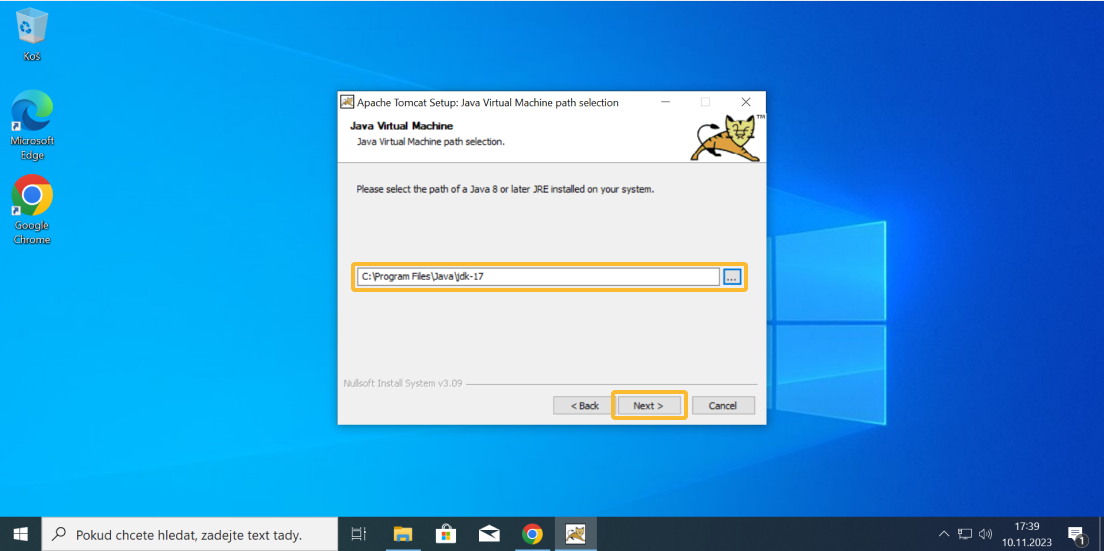 Koš
Microsoft
Edge
Google
Chrome
Apache Tomcat Setup: Java Virtual Machine path selection
Java Virtual Machine
Java Virtual Machine path selection.
TM
Please select the path of a Java 8 or later JRE installed on your system.
C:\Program Files\Java\jdk-17
...
Nullsoft Install System v3.09
< Back
Next >
Cancel
Pokud chcete hledat, zadejte text tady.
17:39
10.11.2023
1